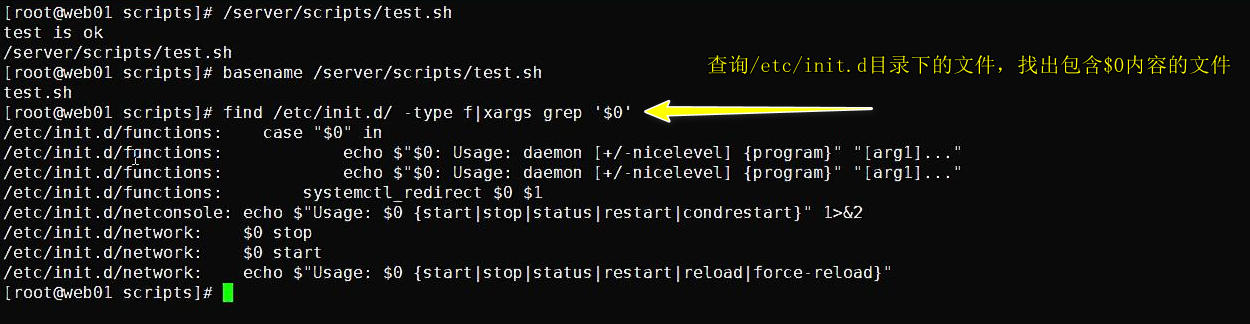 [root@web01 scripts]# /server/scripts/test.sh
test is ok
/server/scripts/test.sh
[root@web01 scripts]# basename /server/scripts/test.sh
test.sh
查询/etc/init.d目录下的文件，找出包含$0内容的文件
[root@web01 scripts]# find /etc/init.d/ -type f|xargs grep '$0'
/etc/init.d/functions:    case "$0" in
/etc/init.d/functions:            echo $"$0: Usage: daemon [+/-nicelevel] {program}" "[arg1]..."
/etc/init.d/functions:            echo $"$0: Usage: daemon [+/-nicelevel] {program}" "[arg1]..."
/etc/init.d/functions:        systemctl_redirect $0 $1
/etc/init.d/netconsole: echo $"Usage: $0 {start|stop|status|restart|condrestart}" 1>&2
/etc/init.d/network:    $0 stop
/etc/init.d/network:    $0 start
/etc/init.d/network:    echo $"Usage: $0 {start|stop|status|restart|reload|force-reload}"
[root@web01 scripts]#